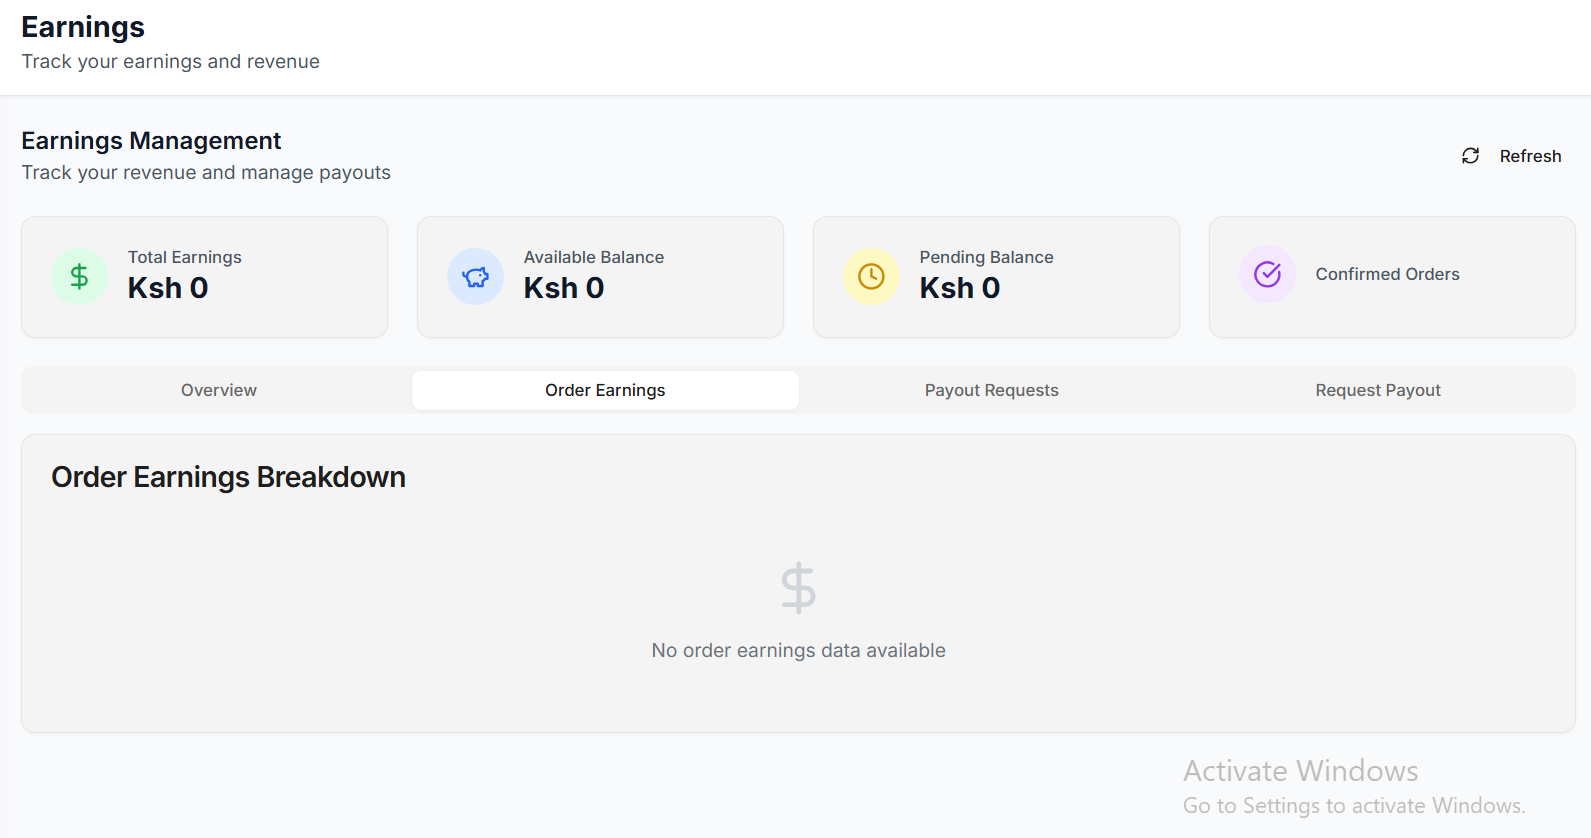 Earnings
Track your earnings and revenue
Earnings Management
Track your revenue and manage payouts
Refresh
Total Earnings
Ksh 0
Available Balance
Ksh 0
Pending Balance
Ksh 0
Confirmed Orders
Overview
Order Earnings
Payout Requests
Request Payout
Order Earnings Breakdown
$
No order earnings data available
Activate Windows
Go to Settings to activate Windows.